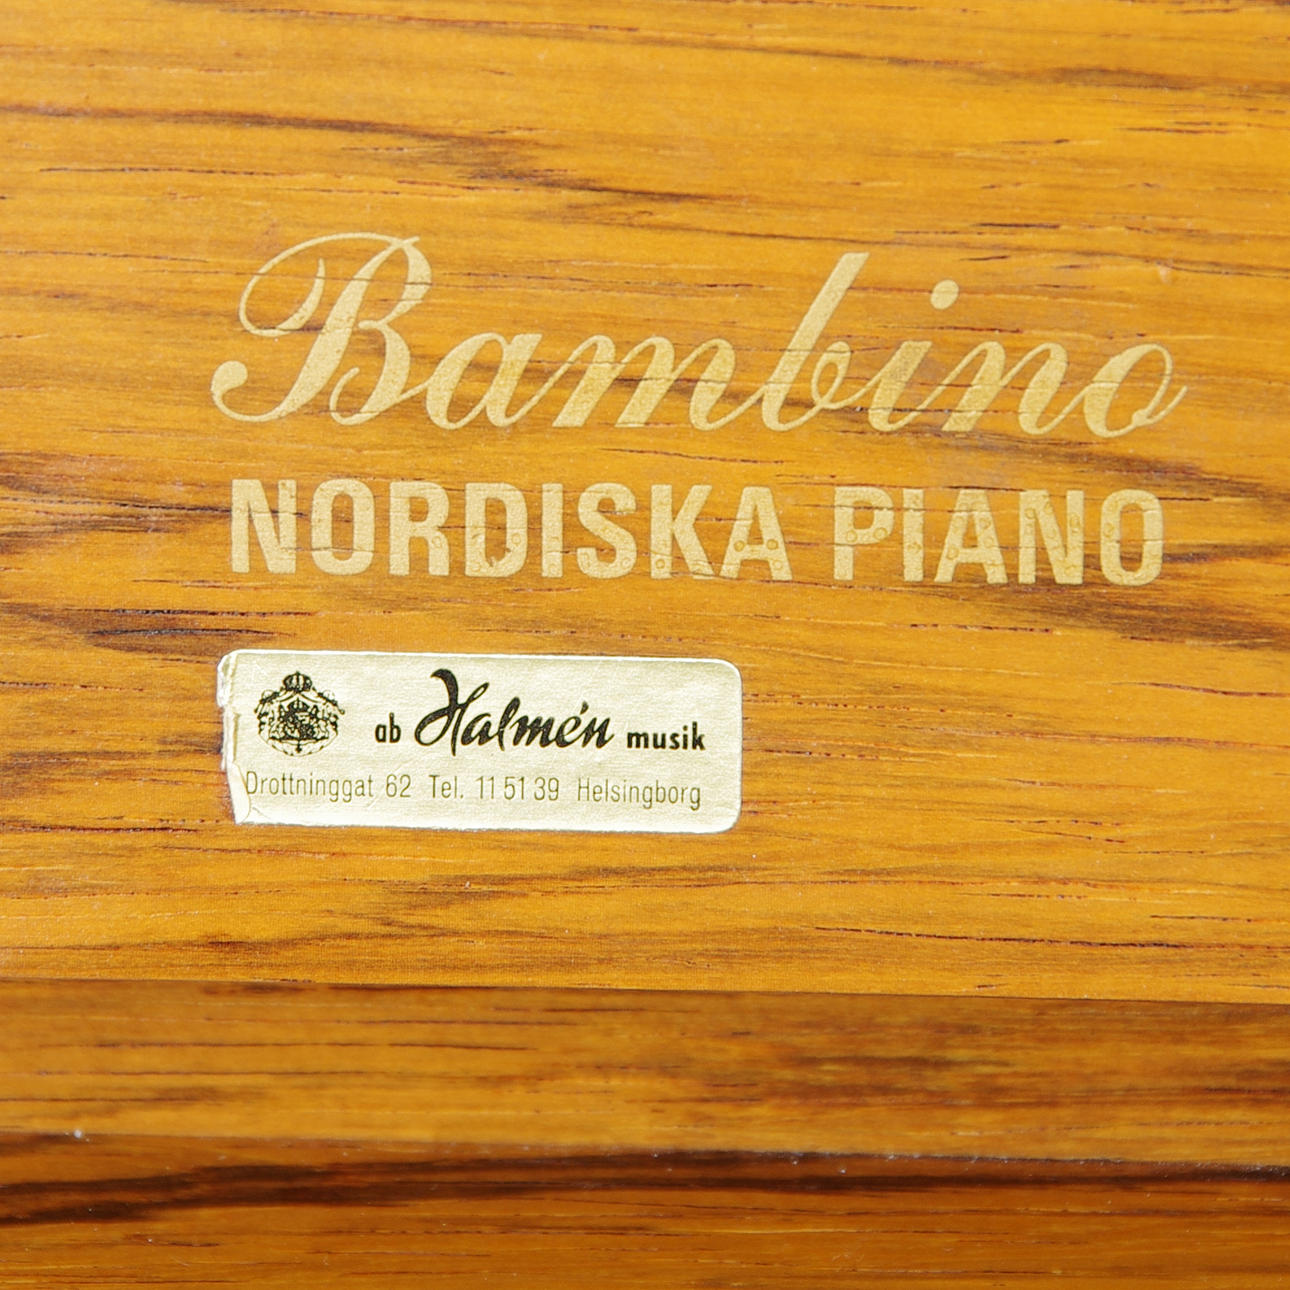 Bambino
NORDISKA PIANO
ab Halmén musik
Drottninggat 62 Tel. 11 51 39 Helsingborg